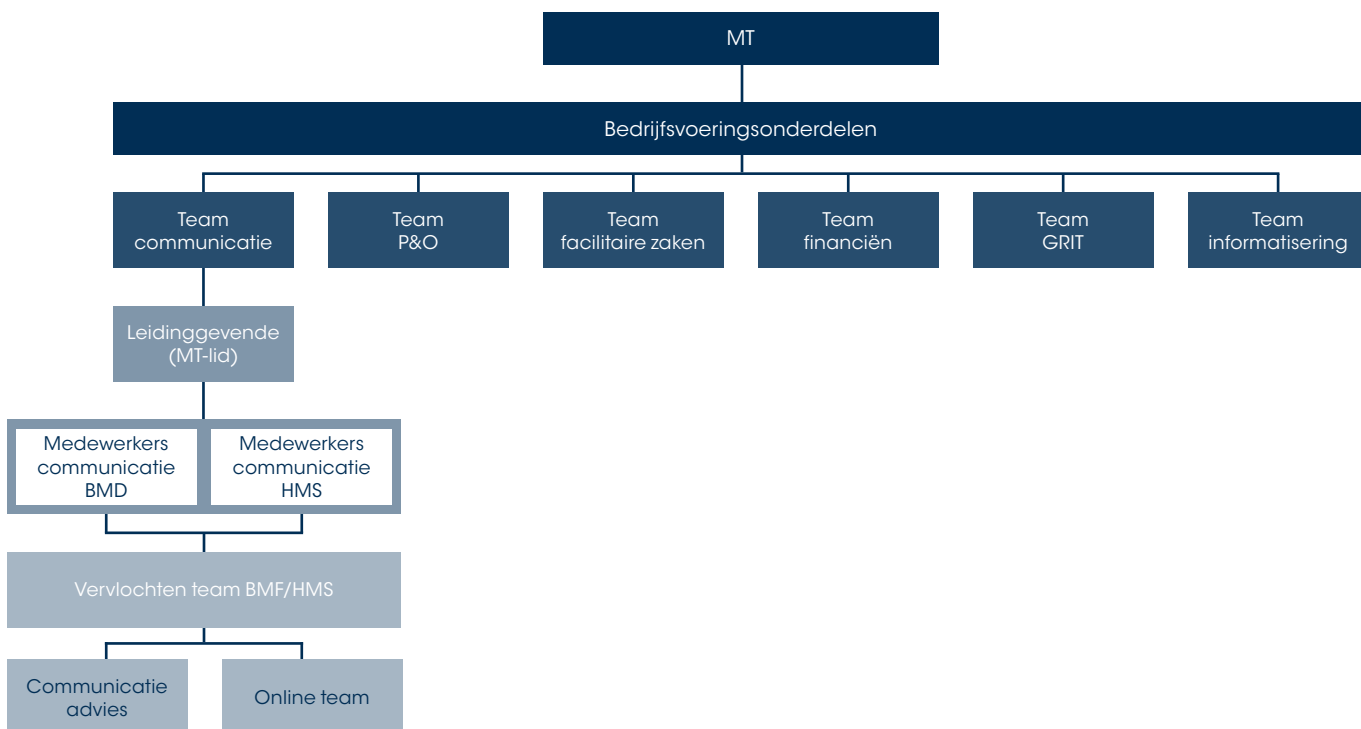 MT
Bedrijfsvoeringsonderdelen
Team
communicatie
Team
P&O
Team
facilitaire zaken
Team
financiën
Team
GRIT
Team
informatisering
Leidinggevende
(MT-lid)
Medewerkers
communicatie
BMD
Medewerkers
communicatie
HMS
Vervlochten team BMF/HMS
Communicatie
advies
Online team